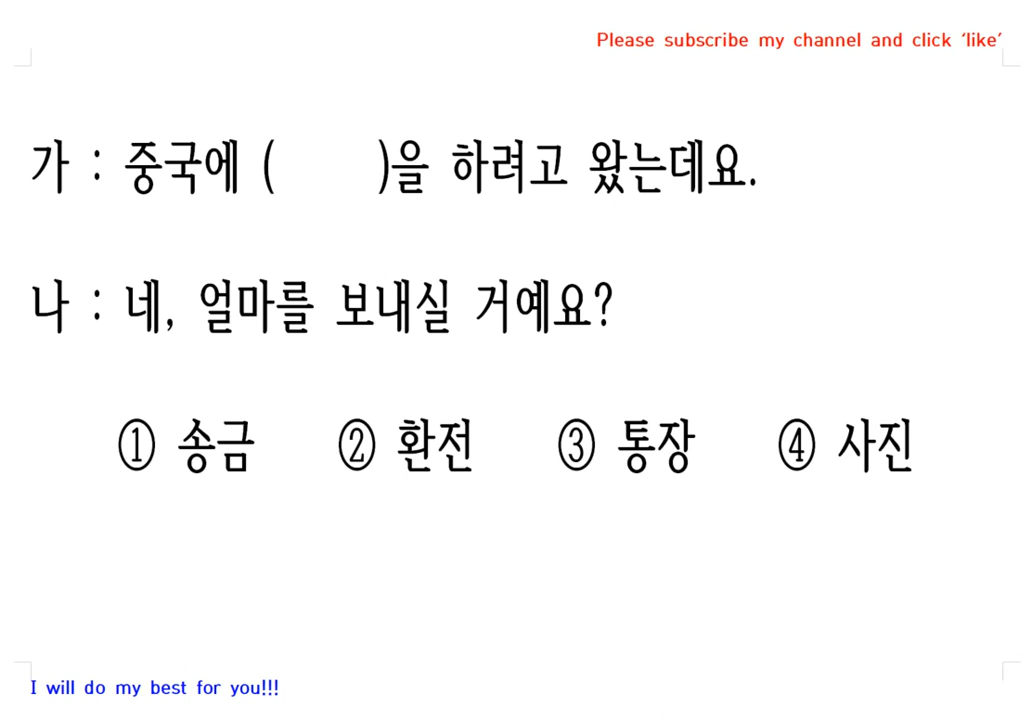 Please subscribe my channel and click ´like´
가 : 중국에 (     )을 하려고 왔는데요.
나 : 네, 얼마를 보내실 거예요?
① 송금 ② 환전 ③ 통장 ④ 사진
I will do my best for you!!!